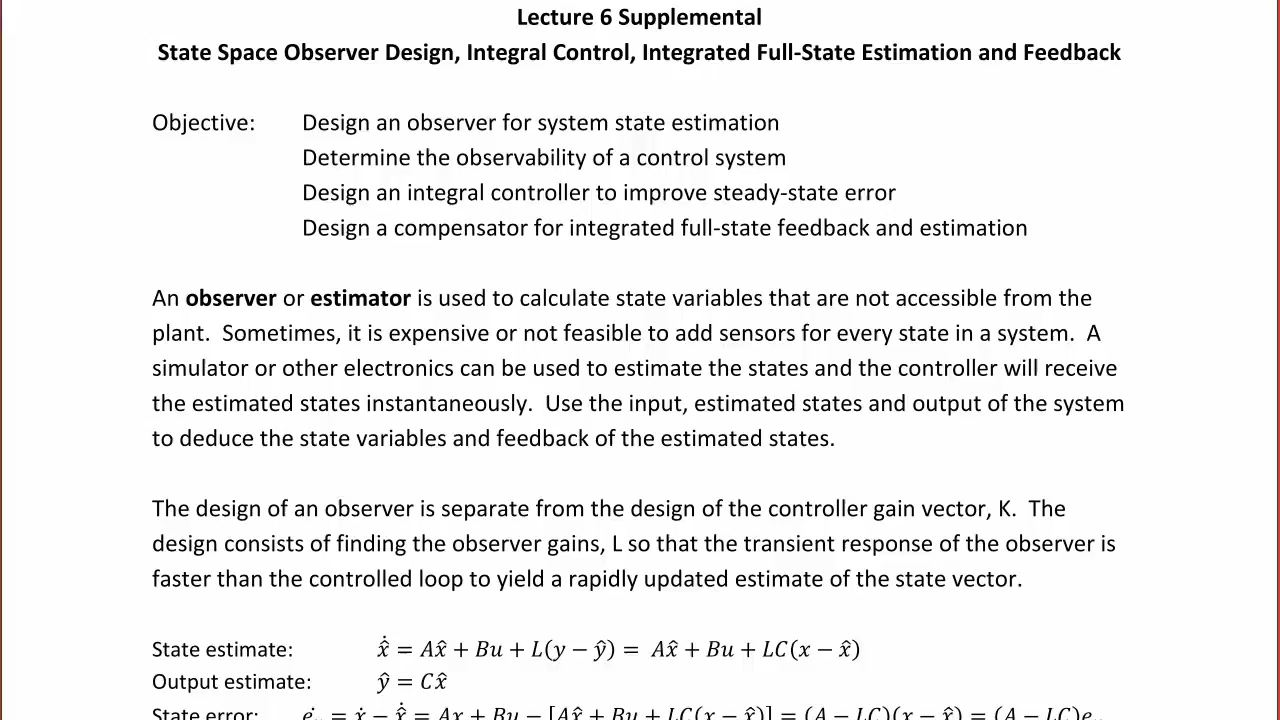 Lecture 6 Supplemental
State Space Observer Design, Integral Control, Integrated Full-State Estimation and Feedback
Objective: Design an observer for system state estimation
Determine the observability of a control system
Design an integral controller to improve steady-state error
Design a compensator for integrated full-state feedback and estimation
An observer or estimator is used to calculate state variables that are not accessible from the
plant. Sometimes, it is expensive or not feasible to add sensors for every state in a system. A
simulator or other electronics can be used to estimate the states and the controller will receive
the estimated states instantaneously. Use the input, estimated states and output of the system
to deduce the state variables and feedback of the estimated states.
The design of an observer is separate from the design of the controller gain vector, K. The
design consists of finding the observer gains, L so that the transient response of the observer is
faster than the controlled loop to yield a rapidly updated estimate of the state vector.
State estimate: x̂̇ = Ax̂ + Bu + L(y − ŷ) = Ax̂ + Bu + LC(x − x̂)
Output estimate: ŷ = Cx̂
State error: ė = ẋ − x̂̇ = Ax + Bu − [Ax̂ + Bu + LC(x − x̂)] = (A − LC)(x − x̂) = (A − LC)e